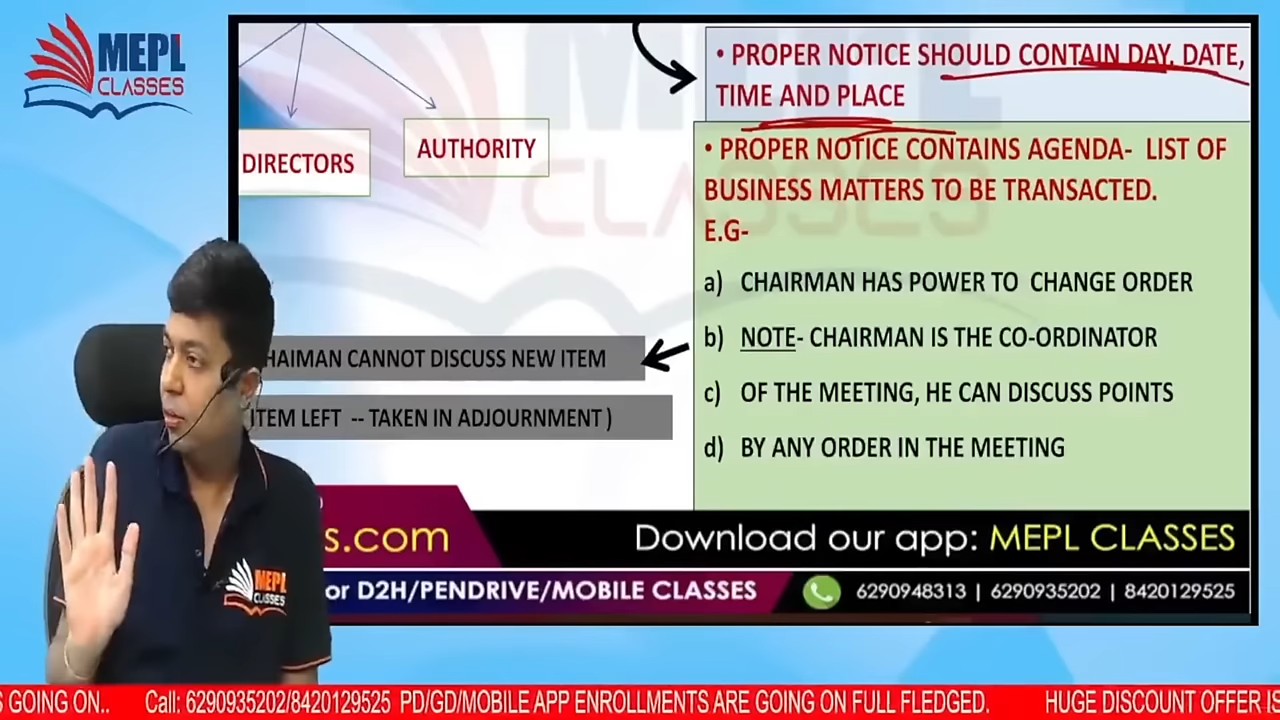 MEPL
CLASSES
• PROPER NOTICE SHOULD CONTAIN DAY, DATE,
TIME AND PLACE
DIRECTORS
AUTHORITY
• PROPER NOTICE CONTAINS AGENDA- LIST OF
BUSINESS MATTERS TO BE TRANSACTED.
E.G-
a) CHAIRMAN HAS POWER TO CHANGE ORDER
b) NOTE- CHAIRMAN IS THE CO-ORDINATOR
c) OF THE MEETING, HE CAN DISCUSS POINTS
d) BY ANY ORDER IN THE MEETING
HAIMAN CANNOT DISCUSS NEW ITEM
ITEM LEFT -- TAKEN IN ADJOURNMENT )
MEPL
CLASSES
s.com
Download our app: MEPL CLASSES
or D2H/PENDRIVE/MOBILE CLASSES
6290948313 | 6290935202 | 8420129525
S GOING ON.. Call: 6290935202/8420129525 PD/GD/MOBILE APP ENROLLMENTS ARE GOING ON FULL FLEDGED. HUGE DISCOUNT OFFER IS